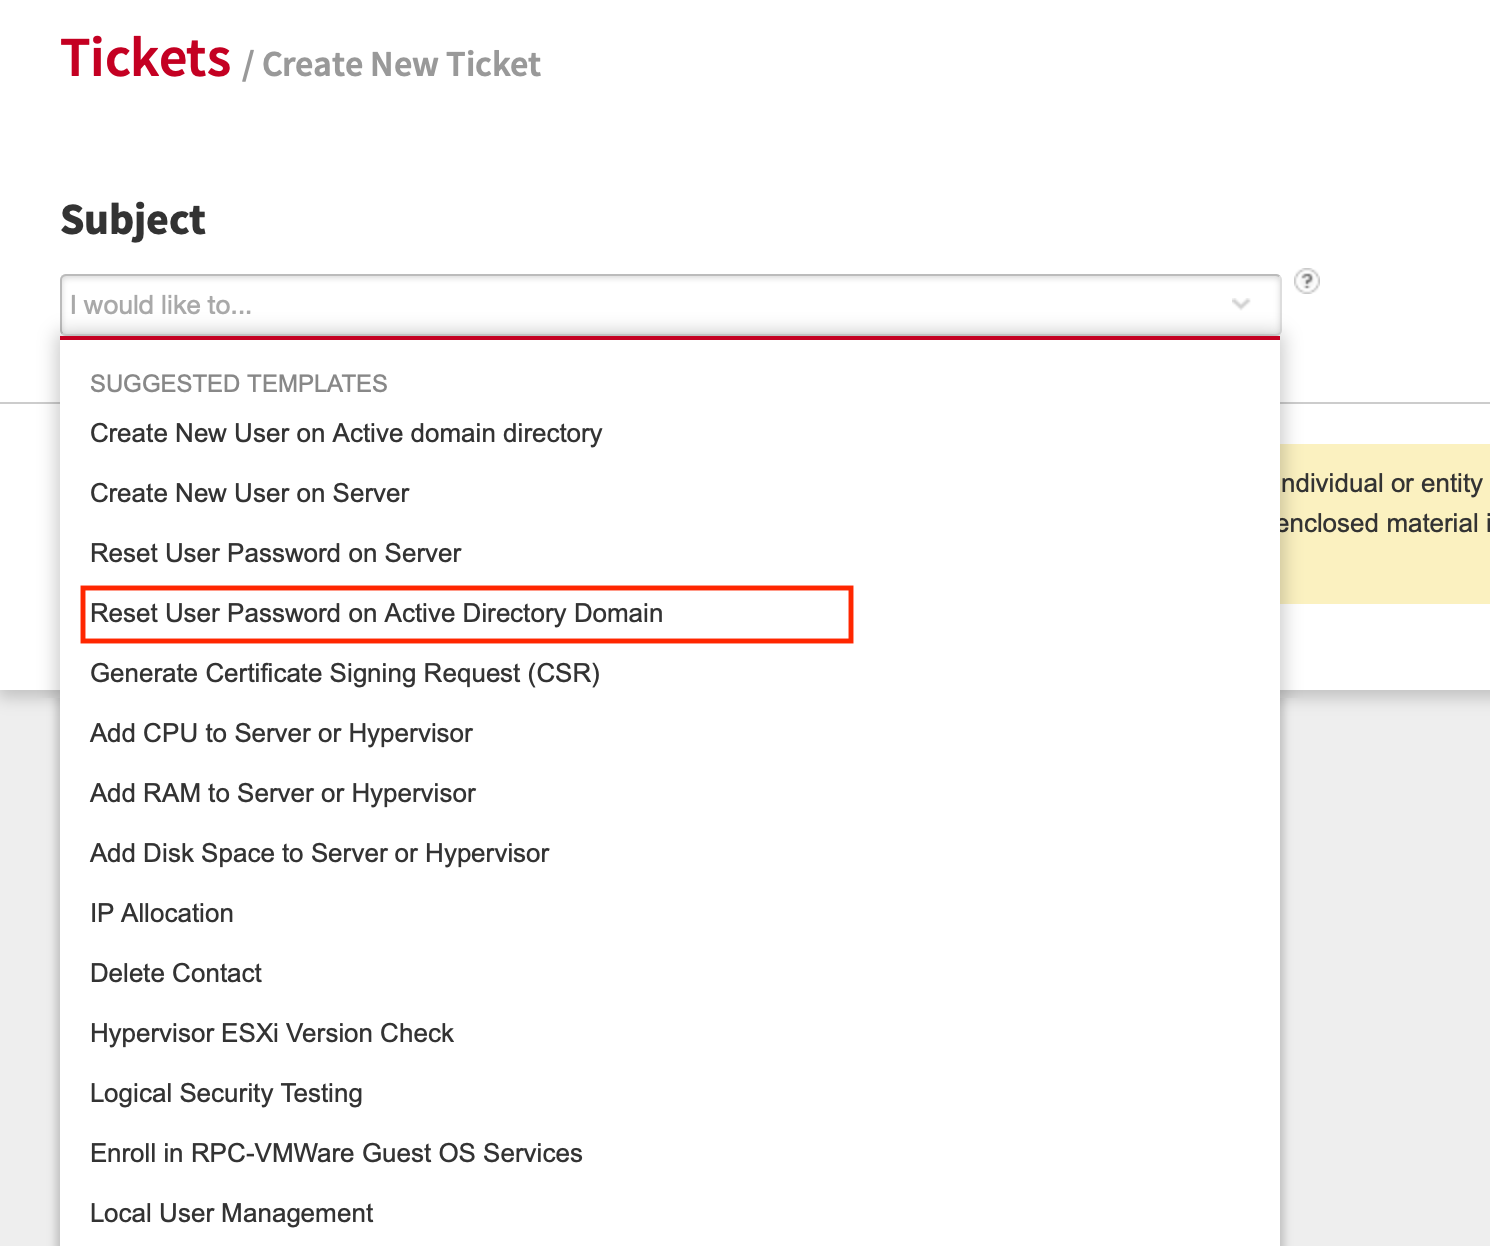 Tickets / Create New Ticket
Subject
I would like to...
?
SUGGESTED TEMPLATES
Create New User on Active domain directory
Create New User on Server
ndividual or entity
enclosed material i
Reset User Password on Server
Reset User Password on Active Directory Domain
Generate Certificate Signing Request (CSR)
Add CPU to Server or Hypervisor
Add RAM to Server or Hypervisor
Add Disk Space to Server or Hypervisor
IP Allocation
Delete Contact
Hypervisor ESXi Version Check
Logical Security Testing
Enroll in RPC-VMWare Guest OS Services
Local User Management